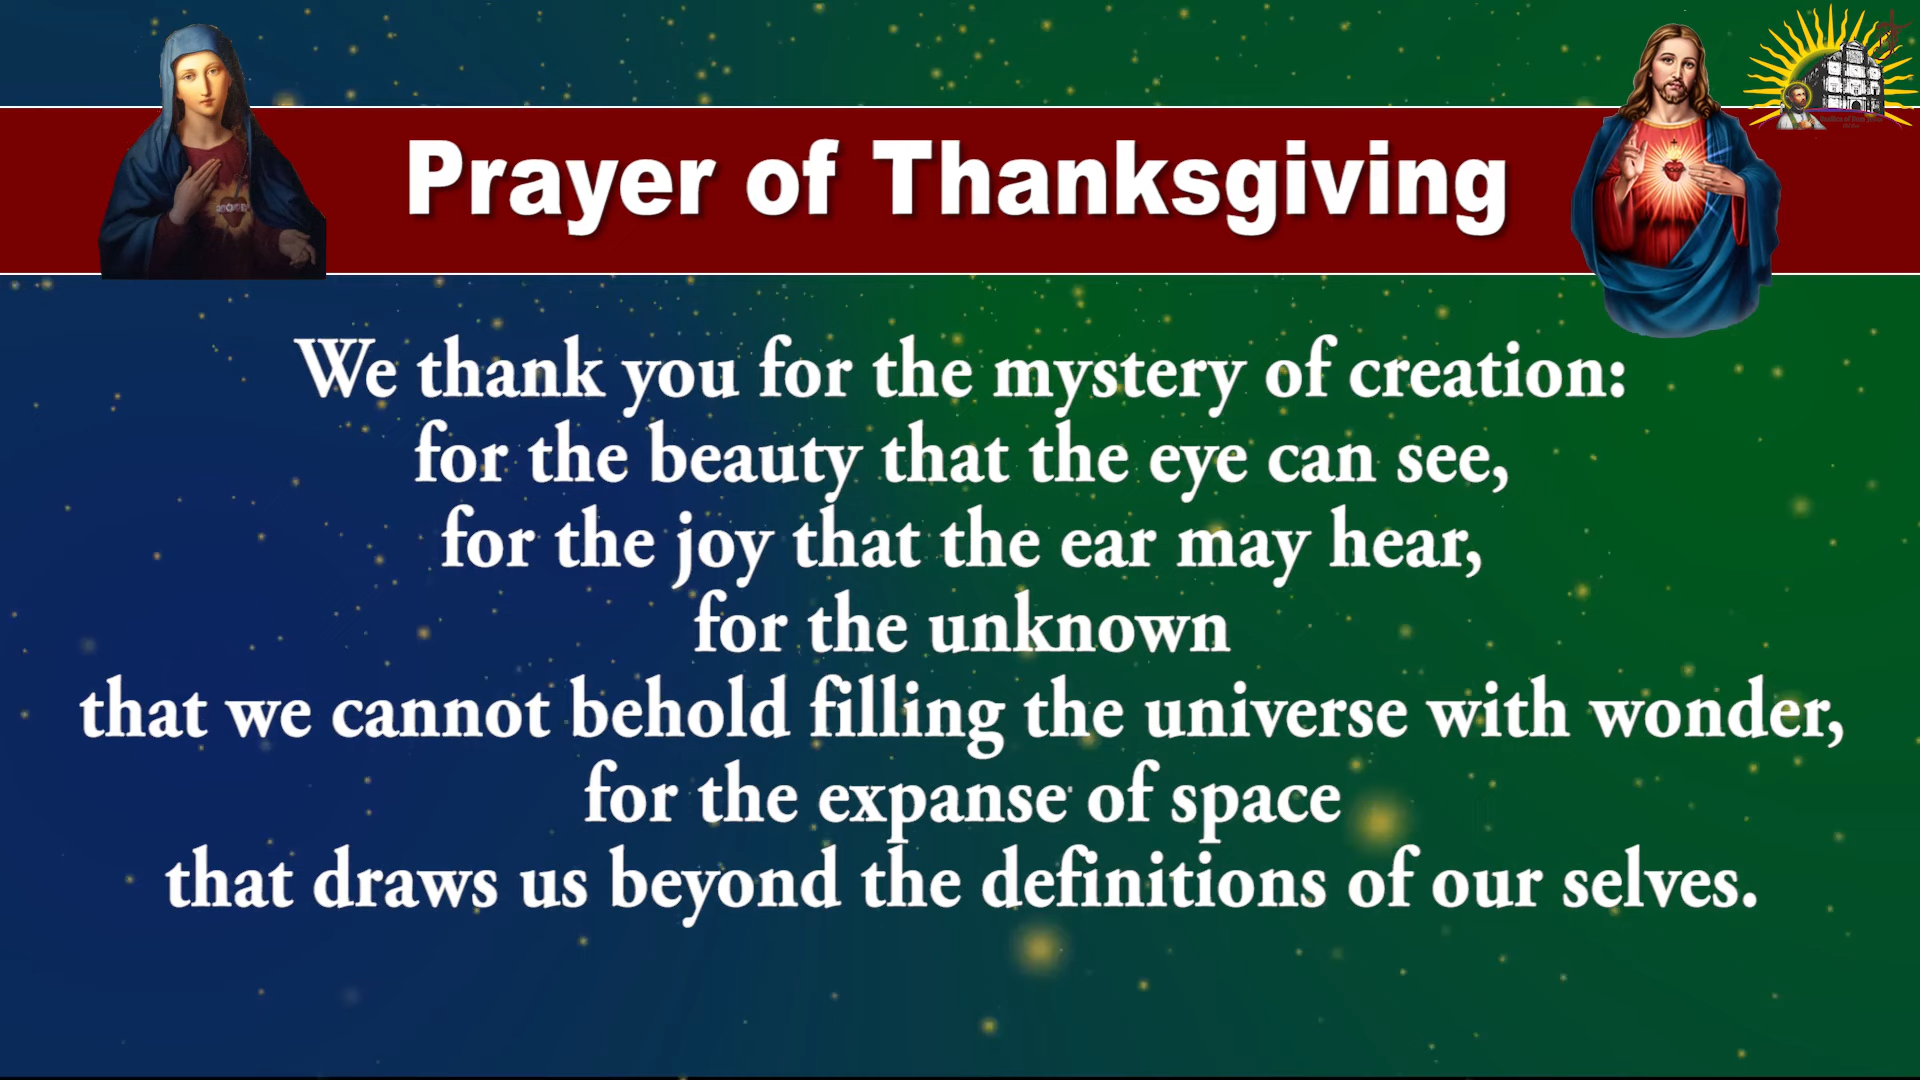 Prayer of Thanksgiving
We thank you for the mystery of creation:
for the beauty that the eye can see,
for the joy that the ear may hear,
for the unknown
that we cannot behold filling the universe with wonder,
for the expanse of space
that draws us beyond the definitions of our selves.